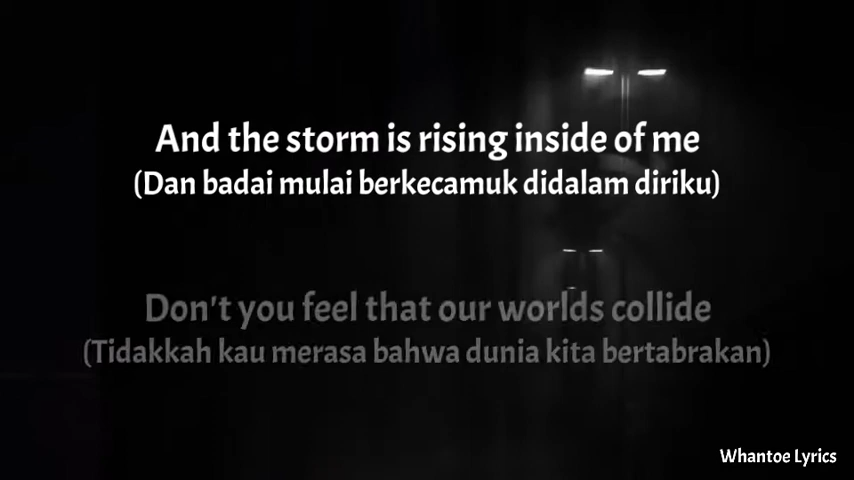 And the storm is rising inside of me
(Dan badai mulai berkecamuk didalam diriku)
Don't you feel that our worlds collide
(Tidakkah kau merasa bahwa dunia kita bertabrakan)
Whantoe Lyrics